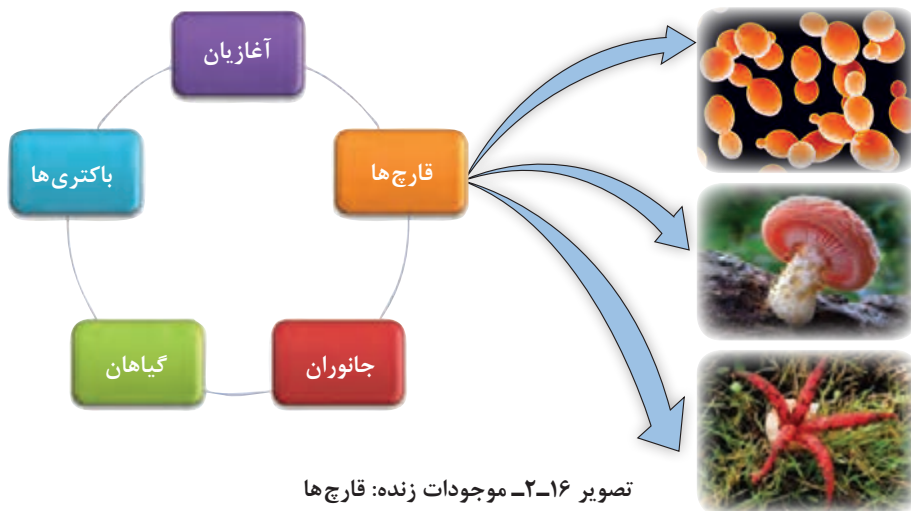 آغازیان
قارچ‌ها
باکتری‌ها
جانوران
گیاهان
تصویر ۱۶ـ۲ـ موجودات زنده: قارچ‌ها